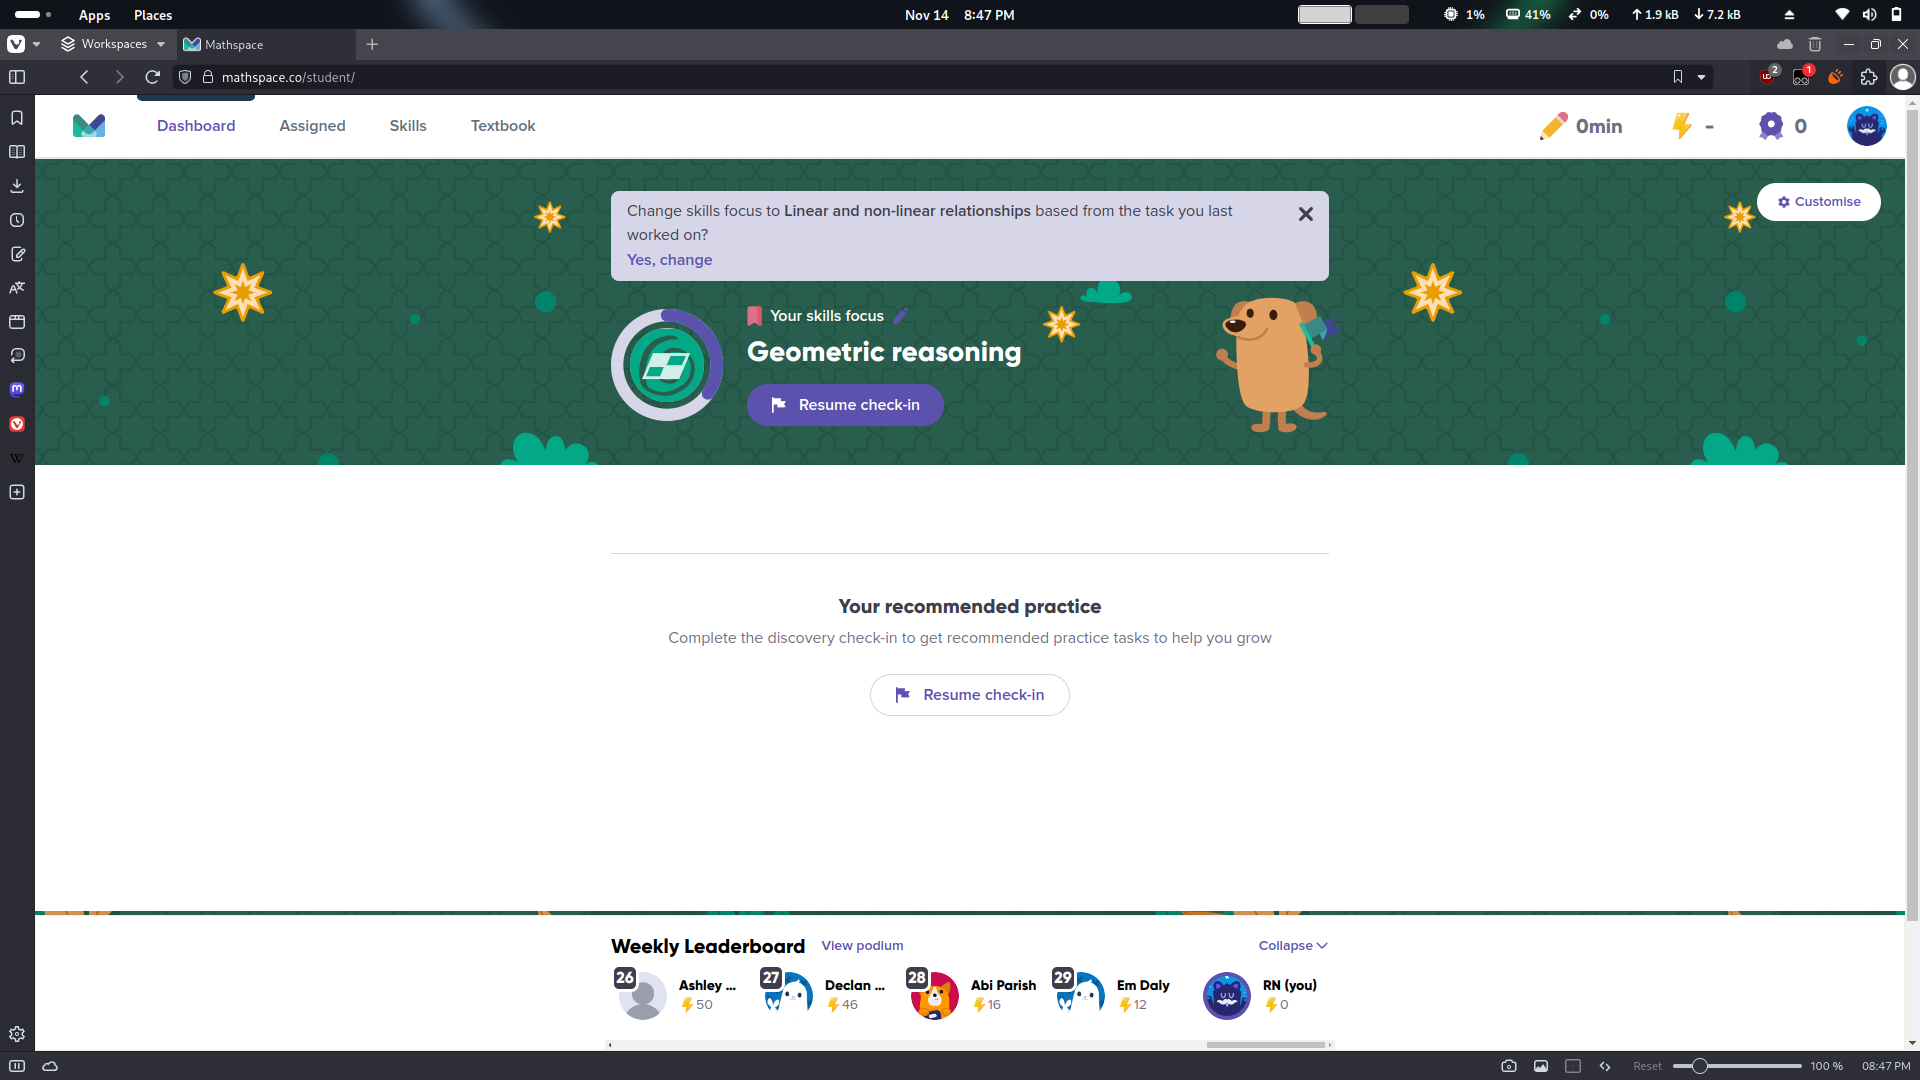 Apps Places Nov 14 8:47 PM 1% 41% 0% 1.9 kB 7.2 kB
Workspaces Mathspace
mathspace.co/student/ 2 1
Dashboard Assigned Skills Textbook 0min - 0
Customise
Change skills focus to Linear and non-linear relationships based from the task you last
worked on?
Yes, change
Your skills focus
Geometric reasoning
Resume check-in
Your recommended practice
Complete the discovery check-in to get recommended practice tasks to help you grow
Resume check-in
Weekly Leaderboard View podium Collapse
26 Ashley ... 27 Declan ... 28 Abi Parish 29 Em Daly RN (you)
50 46 16 12 0
Reset 100 % 08:47 PM